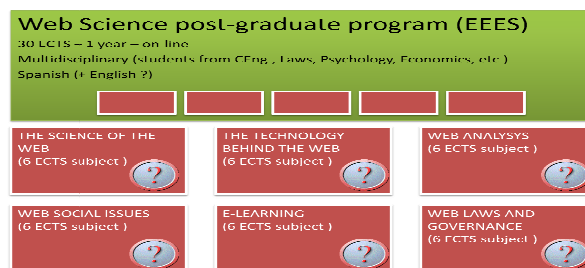 Web Science post-graduate program (EEES)
30 ECTS – 1 year – on-line
Multidisciplinary (students from CEng , Laws, Psychology, Economics, etc )
Spanish (+ English ?)
THE SCIENCE OF THE
WEB
(6 ECTS subject )
?
THE TECHNOLOGY
BEHIND THE WEB
(6 ECTS subject )
?
WEB ANALYSYS
(6 ECTS subject )
?
WEB SOCIAL ISSUES
(6 ECTS subject )
?
E-LEARNING
(6 ECTS subject )
?
WEB LAWS AND
GOVERNANCE
(6 ECTS subject )
?